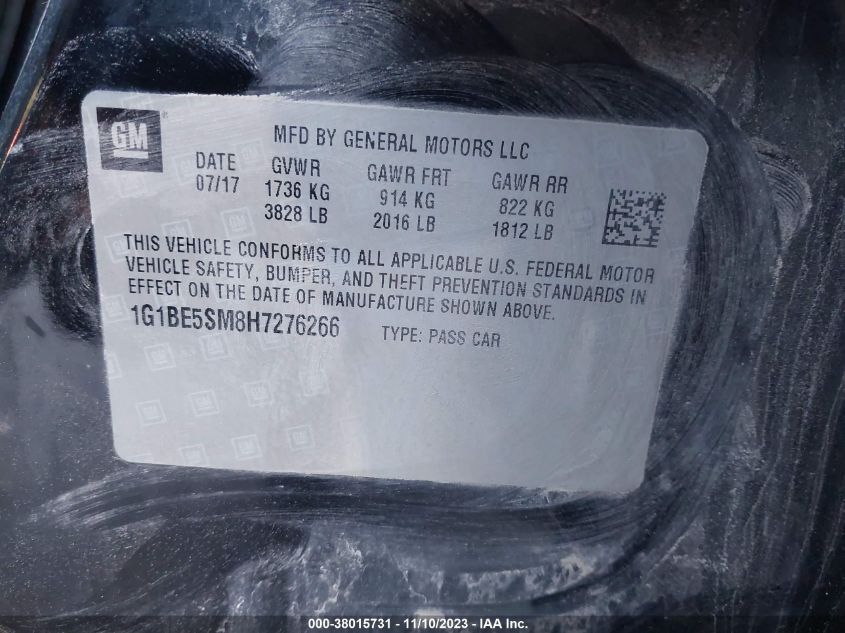 GM ®
MFD BY GENERAL MOTORS LLC
DATE GVWR GAWR FRT GAWR RR
07/17 1736 KG 914 KG 822 KG
3828 LB 2016 LB 1812 LB
THIS VEHICLE CONFORMS TO ALL APPLICABLE U.S. FEDERAL MOTOR
VEHICLE SAFETY, BUMPER, AND THEFT PREVENTION STANDARDS IN
EFFECT ON THE DATE OF MANUFACTURE SHOWN ABOVE.
1G1BE5SM8H7276266 TYPE: PASS CAR
000-38015731 - 11/10/2023 - IAA Inc.